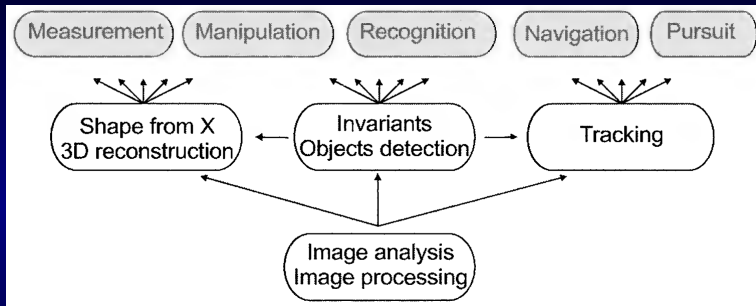 Measurement
Manipulation
Recognition
Navigation
Pursuit
Shape from X
3D reconstruction
Invariants
Objects detection
Tracking
Image analysis
Image processing